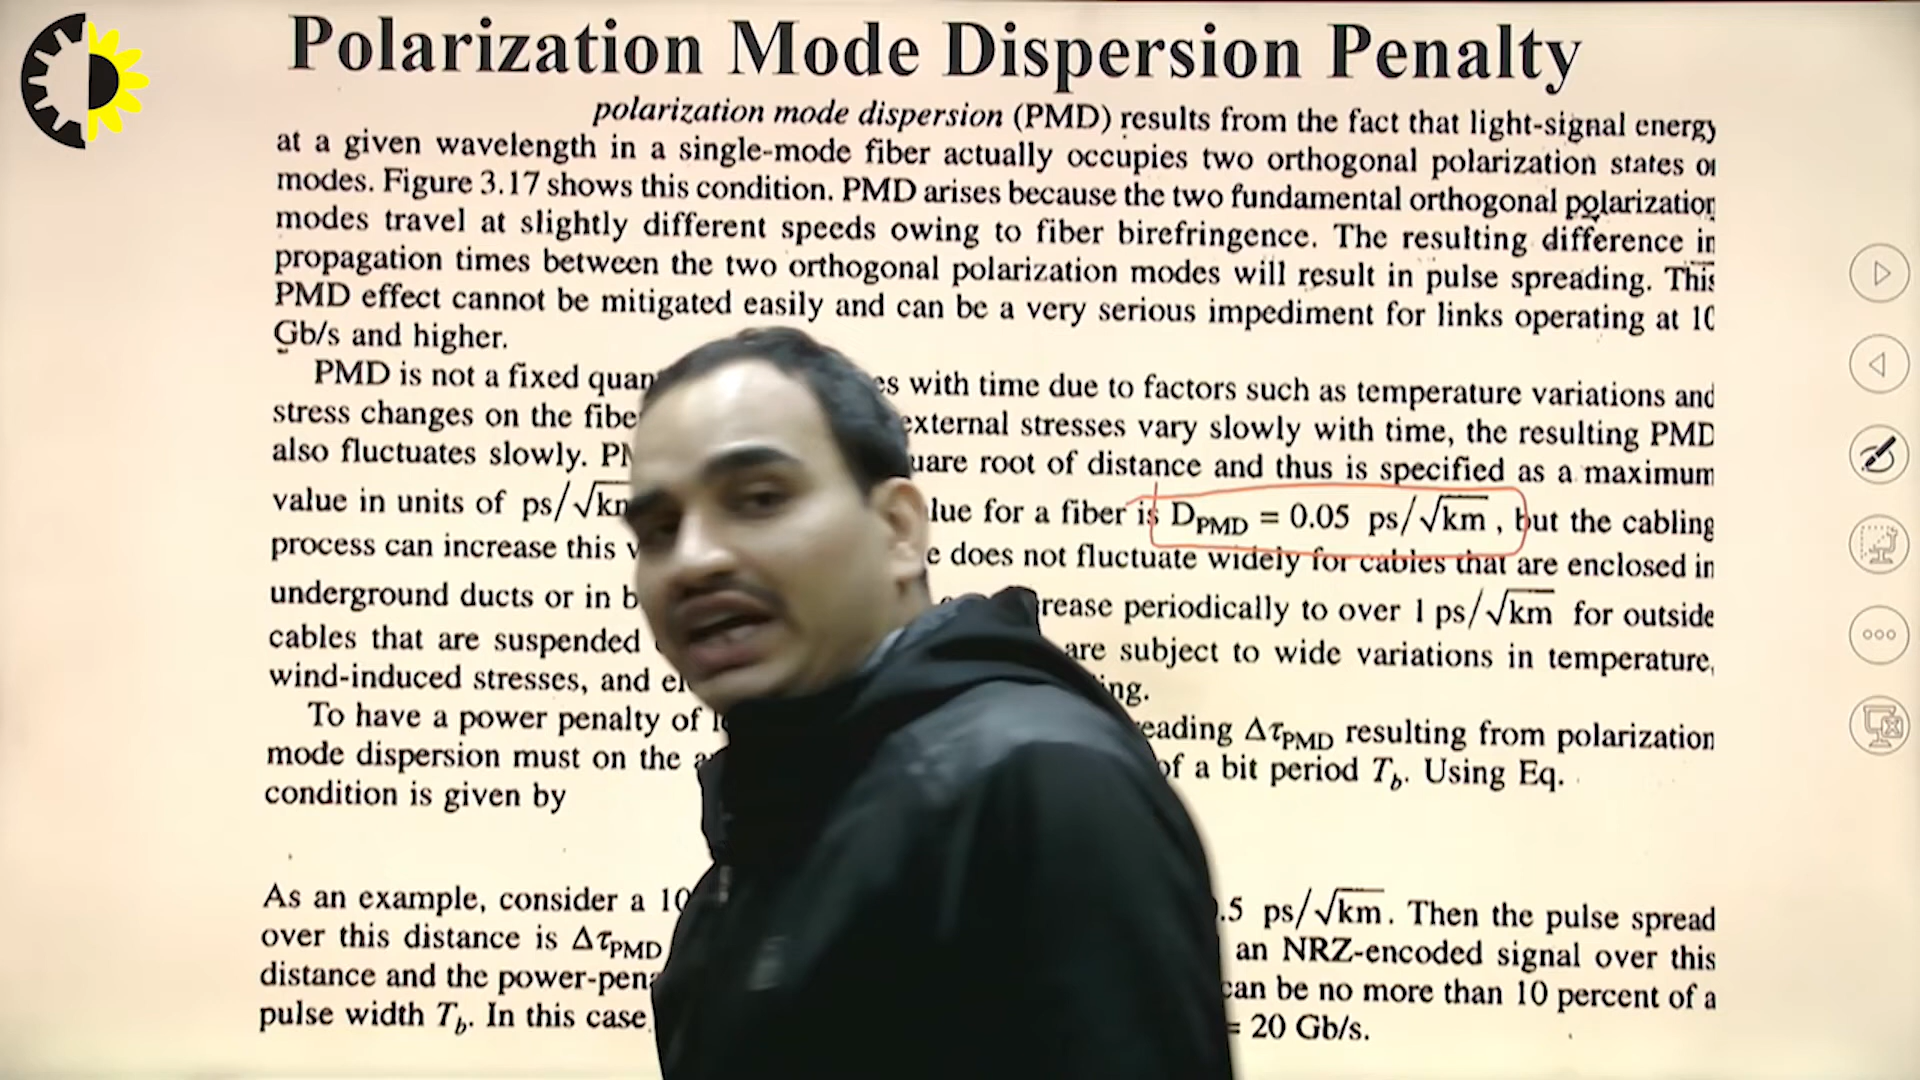 Polarization Mode Dispersion Penalty
polarization mode dispersion (PMD) results from the fact that light-signal energy
at a given wavelength in a single-mode fiber actually occupies two orthogonal polarization states or
modes. Figure 3.17 shows this condition. PMD arises because the two fundamental orthogonal polarization
modes travel at slightly different speeds owing to fiber birefringence. The resulting difference in
propagation times between the two orthogonal polarization modes will result in pulse spreading. This
PMD effect cannot be mitigated easily and can be a very serious impediment for links operating at 10
Gb/s and higher.
PMD is not a fixed quan es with time due to factors such as temperature variations and
stress changes on the fibe external stresses vary slowly with time, the resulting PMD
also fluctuates slowly. PM uare root of distance and thus is specified as a maximum
value in units of ps/√km lue for a fiber is D_PMD = 0.05 ps/√km, but the cabling
process can increase this v e does not fluctuate widely for cables that are enclosed in
underground ducts or in b rease periodically to over 1 ps/√km for outside
cables that are suspended are subject to wide variations in temperature,
wind-induced stresses, and el ing.
To have a power penalty of eading Δτ_PMD resulting from polarization
mode dispersion must on the a of a bit period T_b. Using Eq.
condition is given by
As an example, consider a 10 .5 ps/√km. Then the pulse spread
over this distance is Δτ_PMD an NRZ-encoded signal over this
distance and the power-pena can be no more than 10 percent of a
pulse width T_b. In this case = 20 Gb/s.